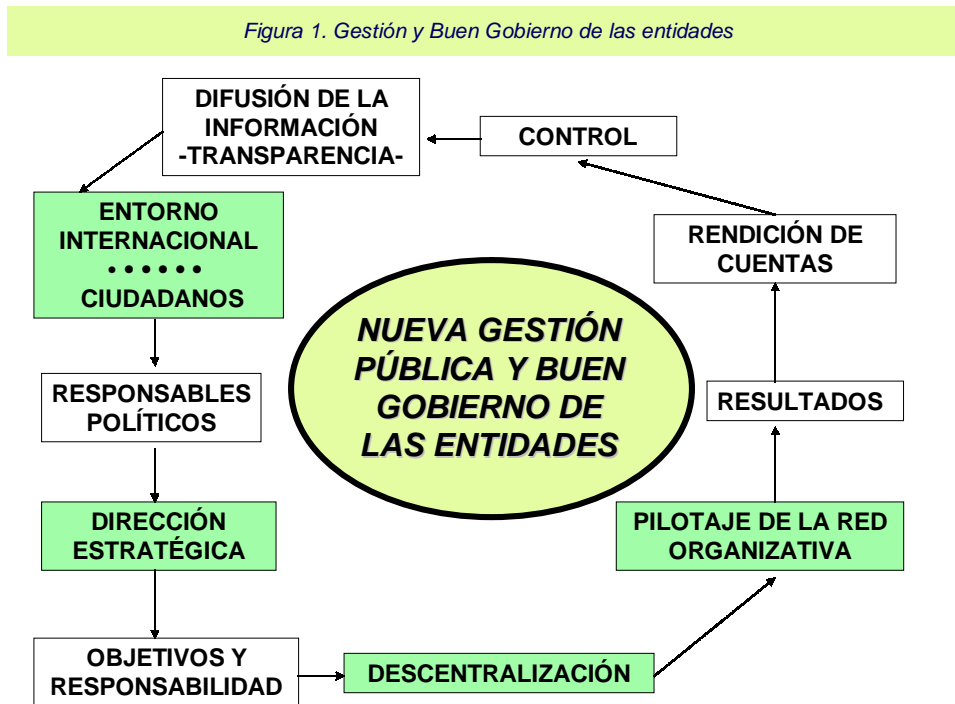 Figura 1. Gestión y Buen Gobierno de las entidades
DIFUSIÓN DE LA
INFORMACIÓN
-TRANSPARENCIA-
CONTROL
ENTORNO
INTERNACIONAL
• • • • • •
CIUDADANOS
RENDICIÓN DE
CUENTAS
NUEVA GESTIÓN
PÚBLICA Y BUEN
GOBIERNO DE
LAS ENTIDADES
RESPONSABLES
POLÍTICOS
RESULTADOS
DIRECCIÓN
ESTRATÉGICA
PILOTAJE DE LA RED
ORGANIZATIVA
OBJETIVOS Y
RESPONSABILIDAD
DESCENTRALIZACIÓN